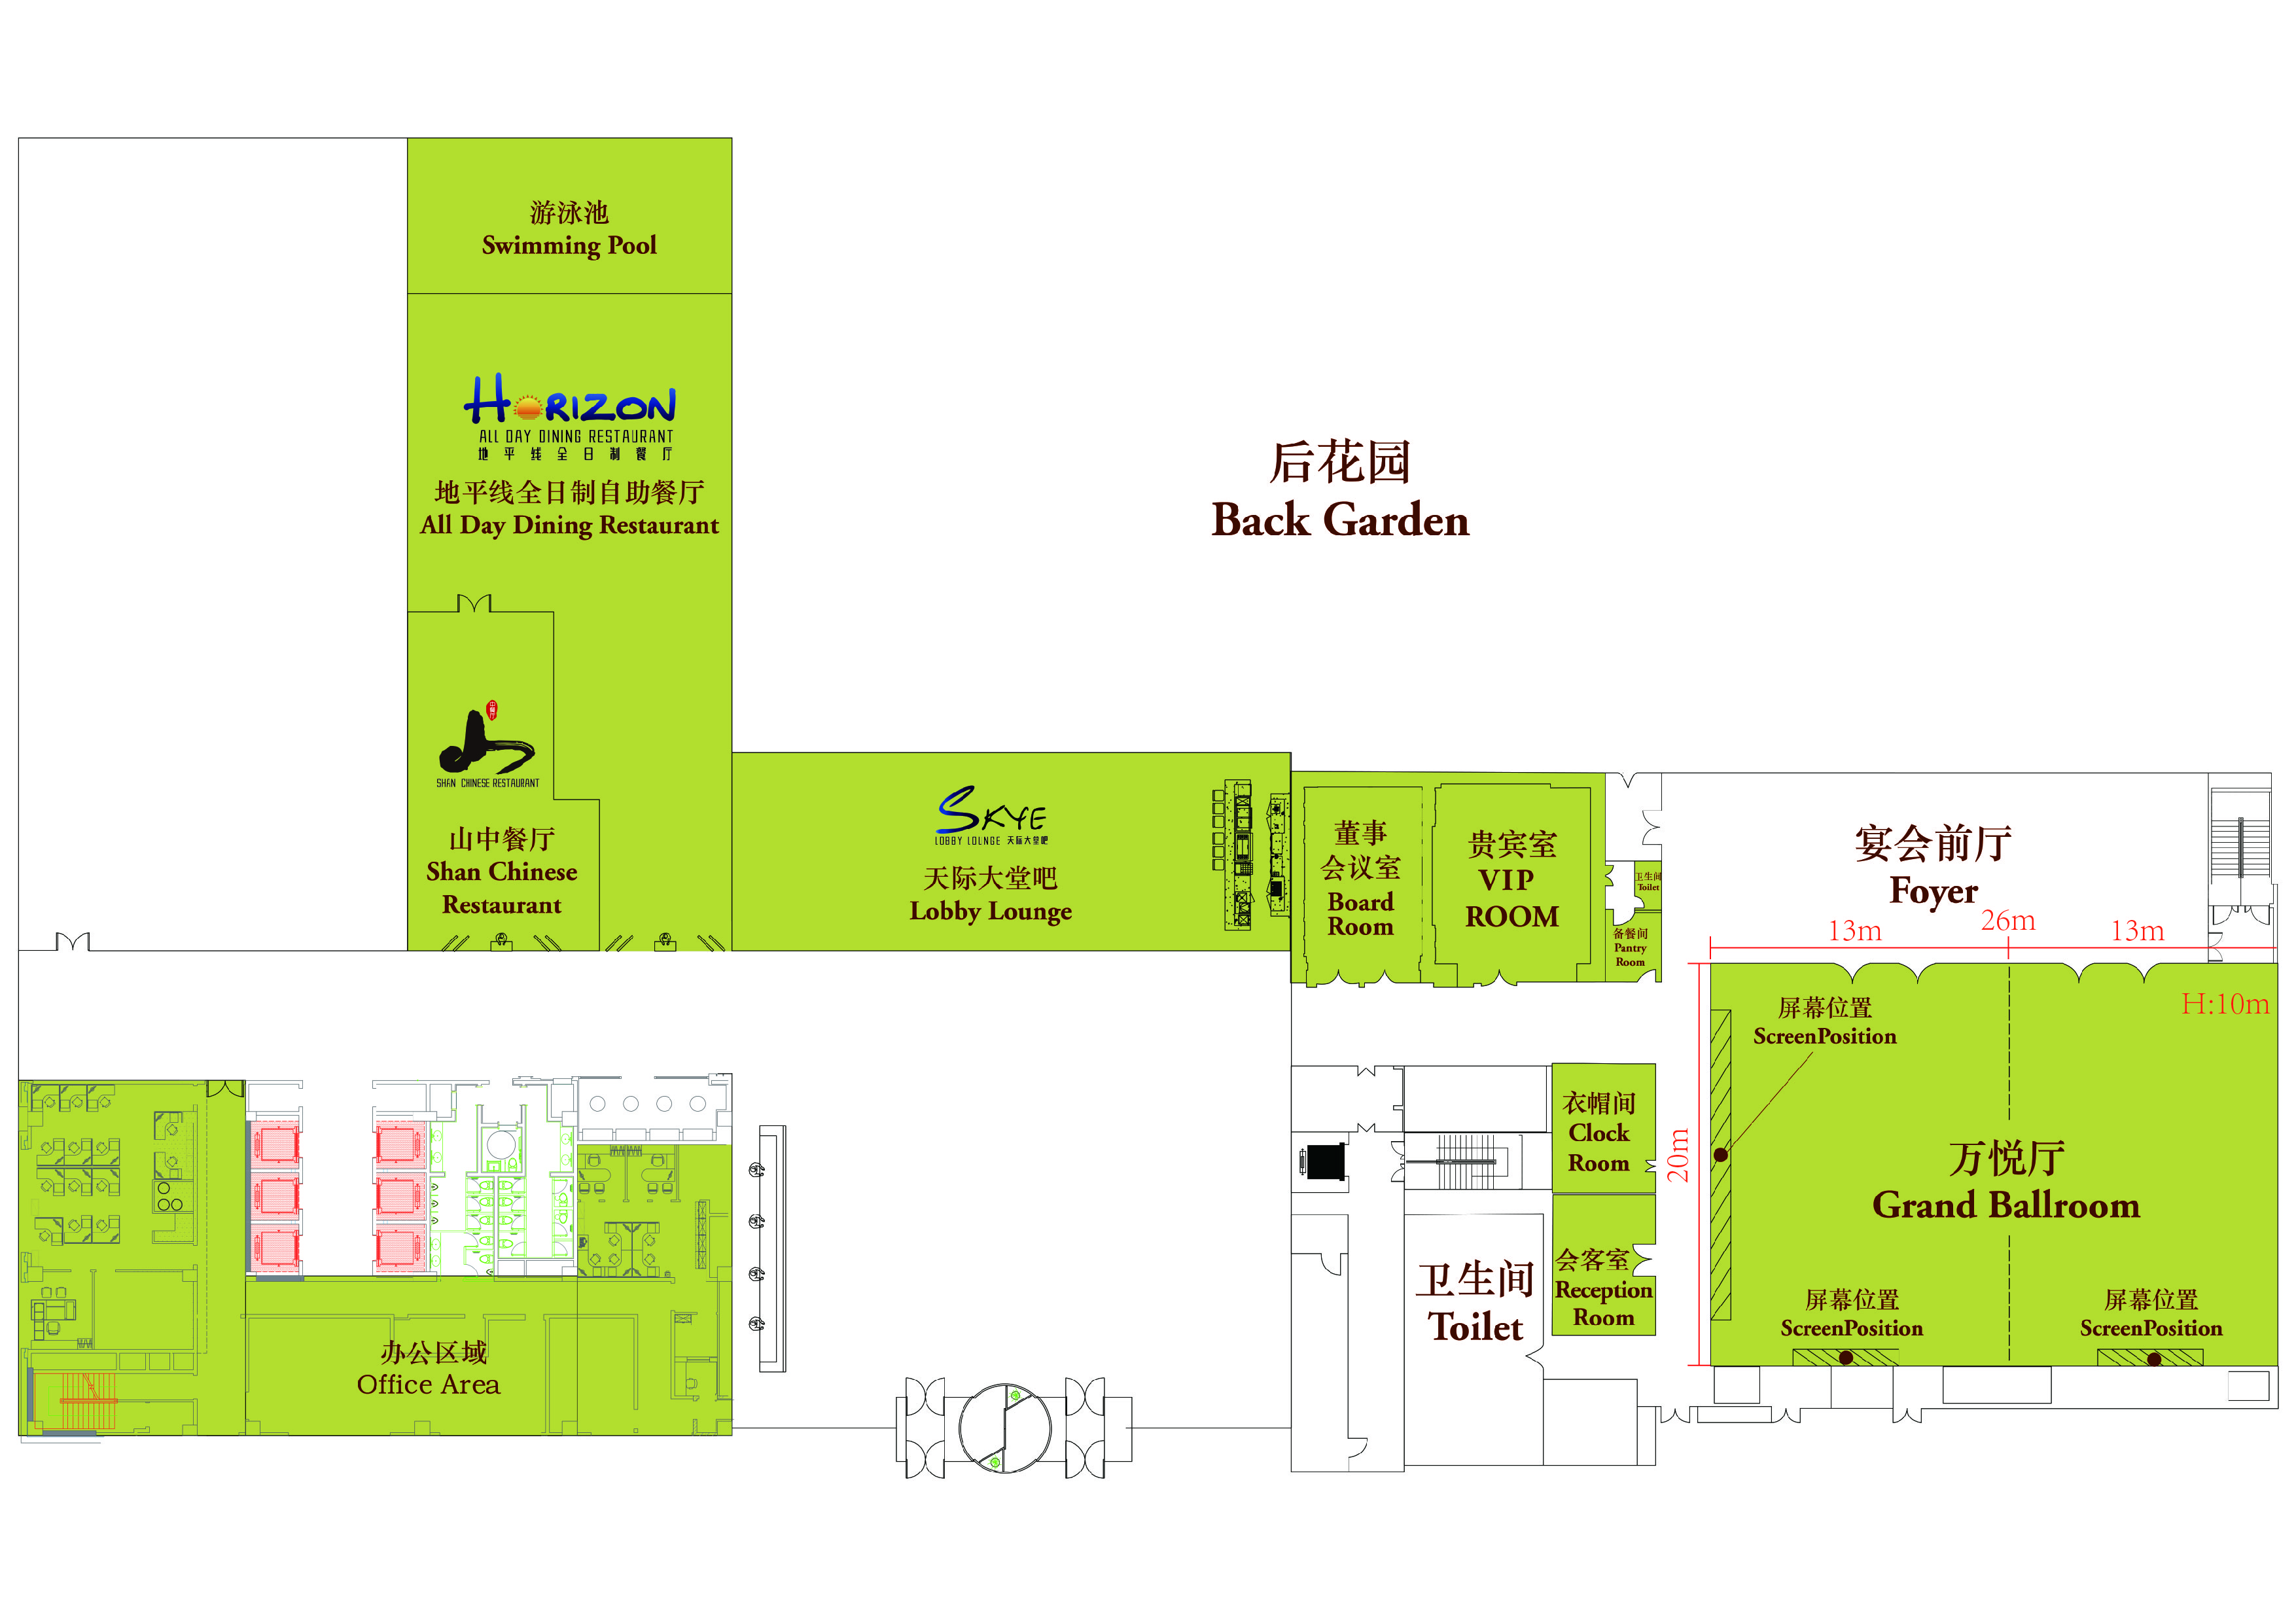 游泳池
Swimming Pool
HORIZON
ALL DAY DINING RESTAURANT
地平线全日制餐厅
地平线全日制自助餐厅
All Day Dining Restaurant
后花园
Back Garden
中餐厅
SHAN CHINESE RESTAURANT
山中餐厅
Shan Chinese
Restaurant
SKYE
LOBBY LOUNGE 天际大堂吧
天际大堂吧
Lobby Lounge
董事
会议室
Board
Room
贵宾室
VIP
ROOM
卫生间
Toilet
备餐间
Pantry
Room
宴会前厅
Foyer
13m
26m
13m
H:10m
屏幕位置
ScreenPosition
20m
万悦厅
Grand Ballroom
屏幕位置
ScreenPosition
屏幕位置
ScreenPosition
衣帽间
Clock
Room
会客室
Reception
Room
卫生间
Toilet
办公区域
Office Area